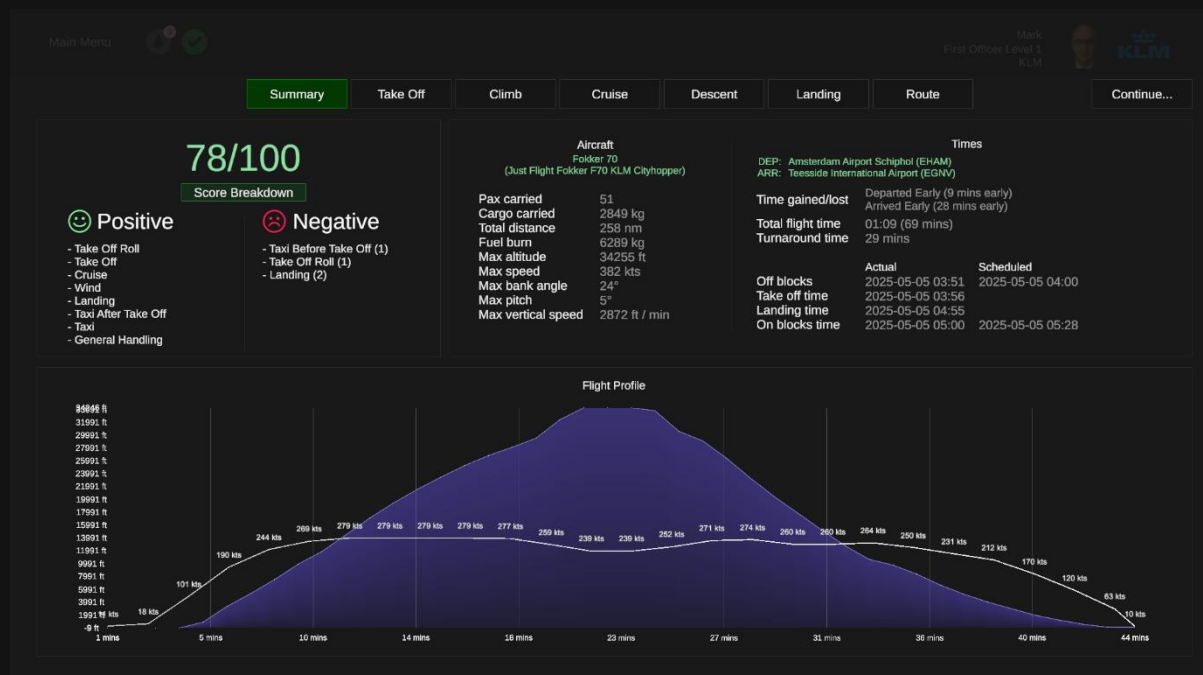 Main Menu
Mark
First Officer Level 1
KLM
KLM
Summary
Take Off
Climb
Cruise
Descent
Landing
Route
Continue...
78/100
Score Breakdown
Positive
- Take Off Roll
- Take Off
- Cruise
- Wind
- Landing
- Taxi After Take Off
- Taxi
- General Handling
Negative
- Taxi Before Take Off (1)
- Take Off Roll (1)
- Landing (2)
Aircraft
Fokker 70
(Just Flight Fokker F70 KLM Cityhopper)
Pax carried 51
Cargo carried 2849 kg
Total distance 258 nm
Fuel burn 6289 kg
Max altitude 34255 ft
Max speed 382 kts
Max bank angle 24°
Max pitch 5°
Max vertical speed 2872 ft / min
Times
DEP: Amsterdam Airport Schiphol (EHAM)
ARR: Teesside International Airport (EGNV)
Time gained/lost Departed Early (9 mins early)
Arrived Early (28 mins early)
Total flight time 01:09 (69 mins)
Turnaround time 29 mins
Actual Scheduled
Off blocks 2025-05-05 03:51 2025-05-05 04:00
Take off time 2025-05-05 03:56
Landing time 2025-05-05 04:55
On blocks time 2025-05-05 05:00 2025-05-05 05:28
Flight Profile
31991 ft
29991 ft
27991 ft
25991 ft
23991 ft
21991 ft
19991 ft
17991 ft
15991 ft
13991 ft
11991 ft
9991 ft
7991 ft
5991 ft
3991 ft
1991 ft
-9 ft
kts
18 kts
101 kts
190 kts
244 kts
269 kts
279 kts
279 kts
279 kts
279 kts
277 kts
259 kts
239 kts
239 kts
252 kts
271 kts
274 kts
260 kts
260 kts
264 kts
250 kts
231 kts
212 kts
170 kts
120 kts
63 kts
10 kts
1 mins
5 mins
10 mins
14 mins
18 mins
23 mins
27 mins
31 mins
36 mins
40 mins
44 mins